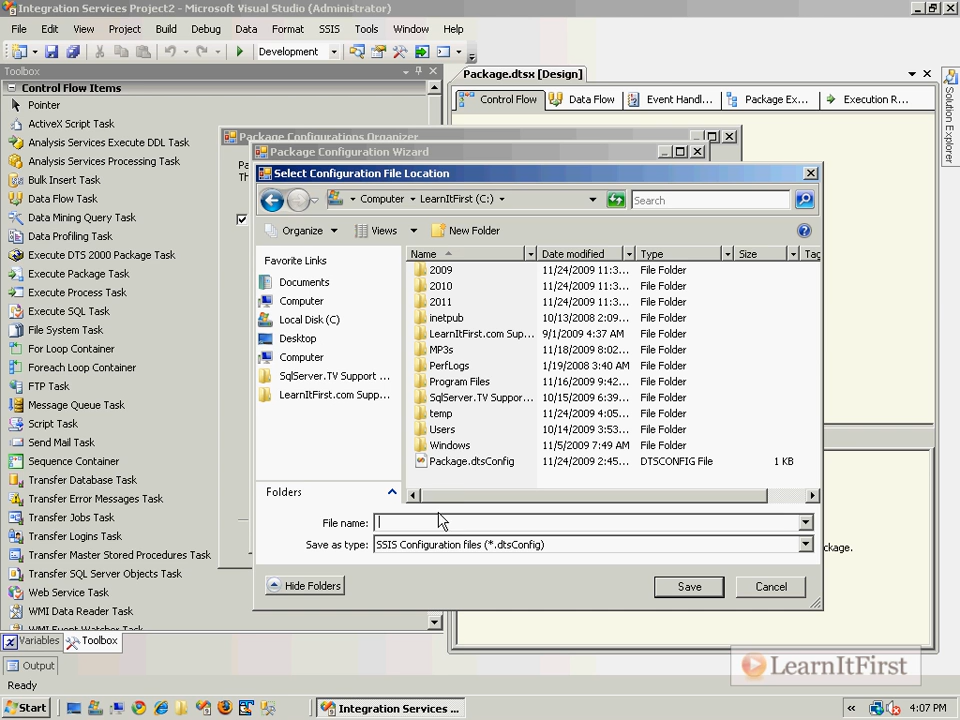 Integration Services Project2 - Microsoft Visual Studio (Administrator)
File Edit View Project Build Debug Data Format SSIS Tools Window Help
Development
Toolbox
Control Flow Items
Pointer
ActiveX Script Task
Analysis Services Execute DDL Task
Analysis Services Processing Task
Bulk Insert Task
Data Flow Task
Data Mining Query Task
Data Profiling Task
Execute DTS 2000 Package Task
Execute Package Task
Execute Process Task
Execute SQL Task
File System Task
For Loop Container
Foreach Loop Container
FTP Task
Message Queue Task
Script Task
Send Mail Task
Sequence Container
Transfer Database Task
Transfer Error Messages Task
Transfer Jobs Task
Transfer Logins Task
Transfer Master Stored Procedures Task
Transfer SQL Server Objects Task
Web Service Task
WMI Data Reader Task
WMI Event Watcher Task
Variables Toolbox
Output
Ready
Package.dtsx [Design]
Control Flow Data Flow Event Handl... Package Ex... Execution R...
Solution Explorer
Package Configurations Organizer
Pa
Th
Package Configuration Wizard
Select Configuration File Location
Computer LearnItFirst (C:)
Search
Organize Views New Folder
Favorite Links
Documents
Computer
Local Disk (C:)
Desktop
Computer
SqlServer.TV Support ...
LearnItFirst.com Supp...
Folders
Name Date modified Type Size Tag
2009 11/24/2009 11:3... File Folder
2010 11/24/2009 11:3... File Folder
2011 11/24/2009 11:3... File Folder
inetpub 10/13/2008 2:09... File Folder
LearnItFirst.com Sup... 9/1/2009 4:37 AM File Folder
MP3s 11/18/2009 8:02... File Folder
PerfLogs 1/19/2008 3:40 AM File Folder
Program Files 11/16/2009 9:42... File Folder
SqlServer.TV Suppor... 10/15/2009 6:39... File Folder
temp 11/24/2009 4:05... File Folder
Users 10/14/2009 3:53... File Folder
Windows 11/5/2009 7:49 AM File Folder
Package.dtsConfig 11/24/2009 2:45... DTSCONFIG File 1 KB
File name:
Save as type: SSIS Configuration files (*.dtsConfig)
Hide Folders Save Cancel
ckage.
LearnItFirst
Start Integration Services ... 4:07 PM